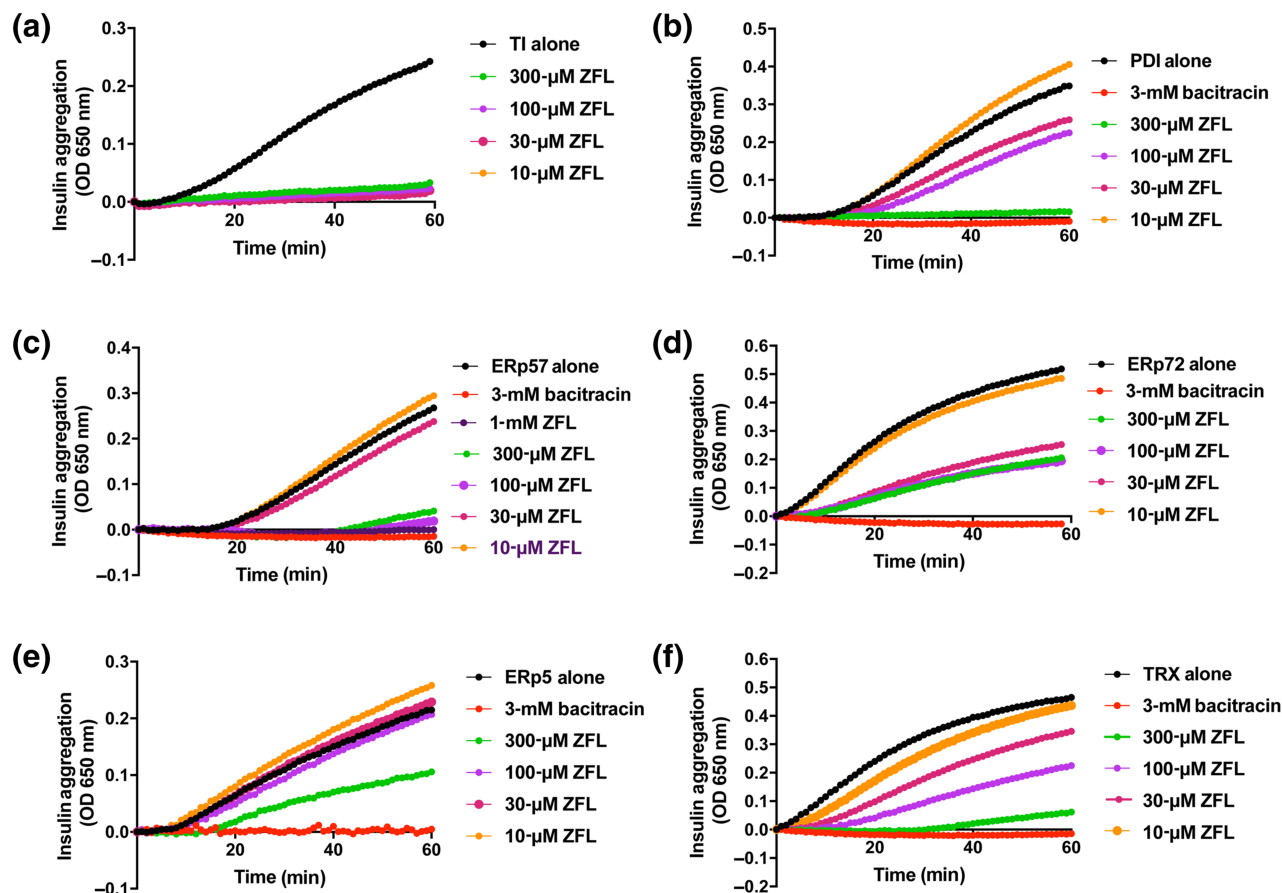 (a)
Insulin aggregation
(OD 650 nm)
0.3
0.2
0.1
0.0
–0.1
20
40
60
Time (min)
TI alone
300-µM ZFL
100-µM ZFL
30-µM ZFL
10-µM ZFL
(b)
Insulin aggregation
(OD 650 nm)
0.5
0.4
0.3
0.2
0.1
0.0
–0.1
20
40
60
Time (min)
PDI alone
3-mM bacitracin
300-µM ZFL
100-µM ZFL
30-µM ZFL
10-µM ZFL
(c)
Insulin aggregation
(OD 650 nm)
0.4
0.3
0.2
0.1
0.0
–0.1
20
40
60
Time (min)
ERp57 alone
3-mM bacitracin
1-mM ZFL
300-µM ZFL
100-µM ZFL
30-µM ZFL
10-µM ZFL
(d)
Insulin aggregation
(OD 650 nm)
0.6
0.5
0.4
0.3
0.2
0.1
0.0
–0.1
–0.2
20
40
60
Time (min)
ERp72 alone
3-mM bacitracin
300-µM ZFL
100-µM ZFL
30-µM ZFL
10-µM ZFL
(e)
Insulin aggregation
(OD 650 nm)
0.3
0.2
0.1
0.0
–0.1
20
40
60
Time (min)
ERp5 alone
3-mM bacitracin
300-µM ZFL
100-µM ZFL
30-µM ZFL
10-µM ZFL
(f)
Insulin aggregation
(OD 650 nm)
0.6
0.5
0.4
0.3
0.2
0.1
0.0
–0.1
–0.2
20
40
60
Time (min)
TRX alone
3-mM bacitracin
300-µM ZFL
100-µM ZFL
30-µM ZFL
10-µM ZFL